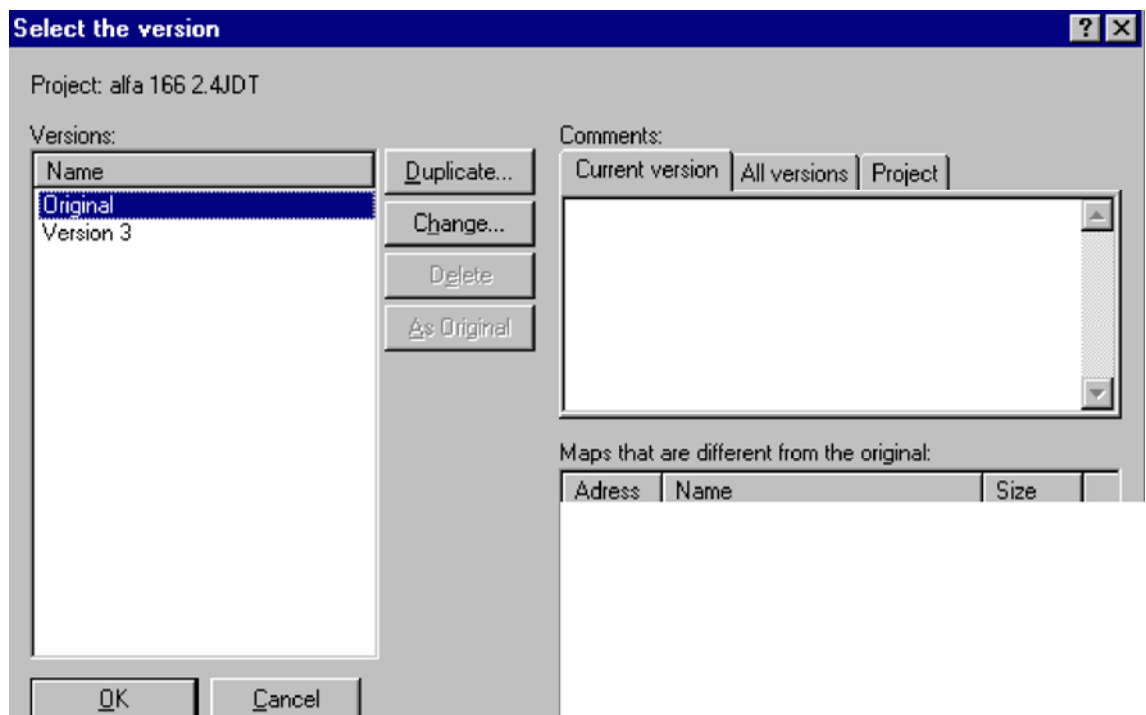 Select the version
Project: alfa 166 2.4JDT
Versions:
Name
Original
Version 3
Duplicate...
Change...
Delete
As Original
OK
Cancel
Comments:
Current version
All versions
Project
Maps that are different from the original:
Adress
Name
Size